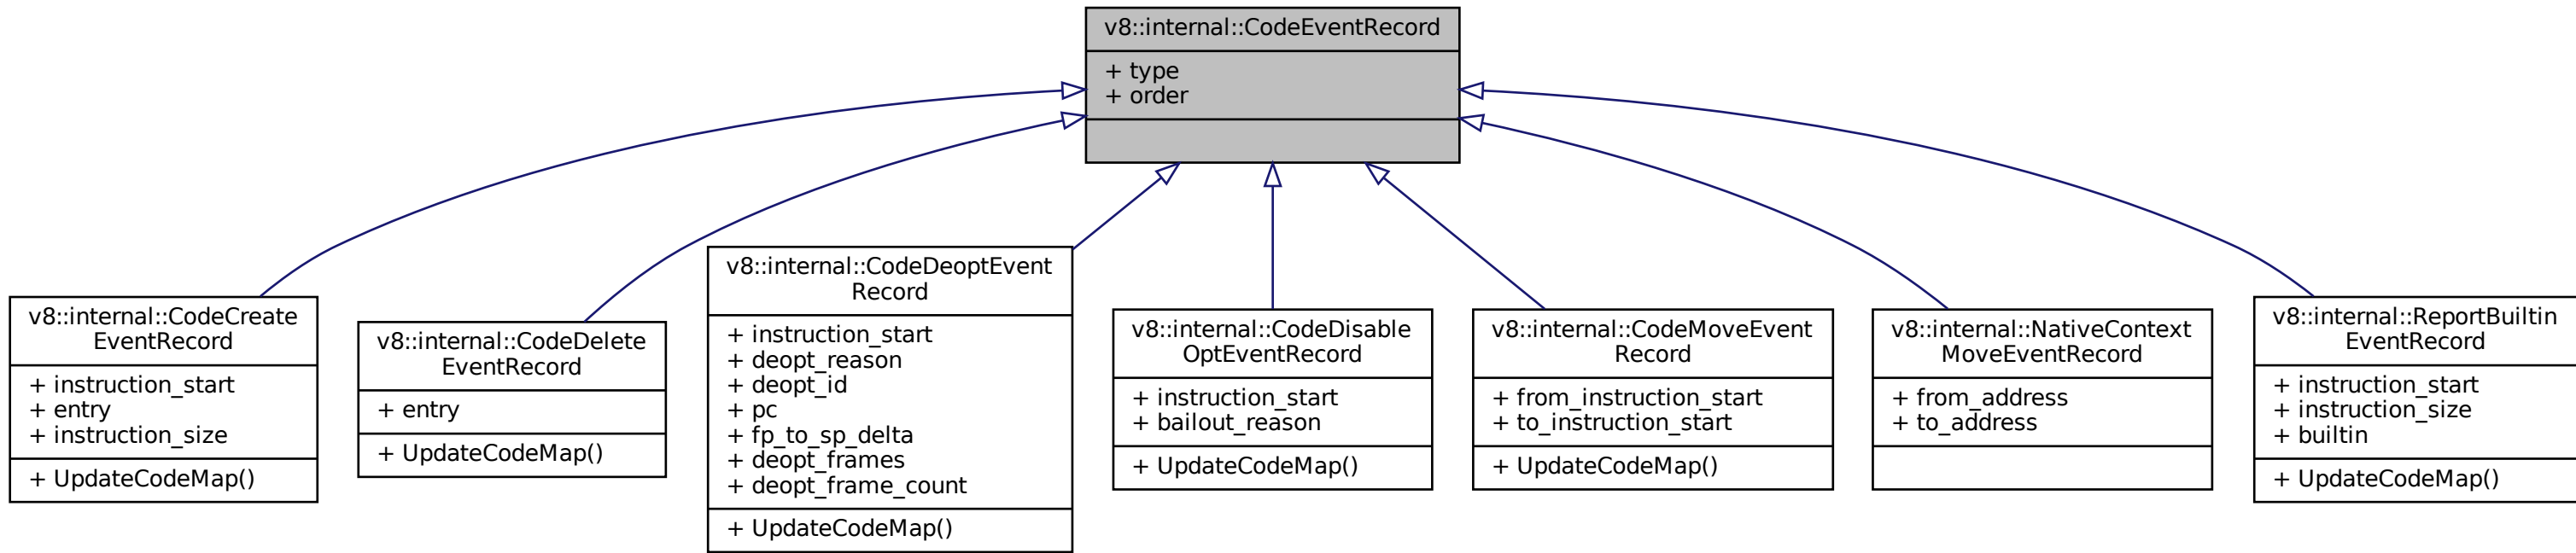 v8::internal::CodeEventRecord
+ type
+ order
v8::internal::CodeCreate
EventRecord
+ instruction_start
+ entry
+ instruction_size
+ UpdateCodeMap()
v8::internal::CodeDelete
EventRecord
+ entry
+ UpdateCodeMap()
v8::internal::CodeDeoptEvent
Record
+ instruction_start
+ deopt_reason
+ deopt_id
+ pc
+ fp_to_sp_delta
+ deopt_frames
+ deopt_frame_count
+ UpdateCodeMap()
v8::internal::CodeDisable
OptEventRecord
+ instruction_start
+ bailout_reason
+ UpdateCodeMap()
v8::internal::CodeMoveEvent
Record
+ from_instruction_start
+ to_instruction_start
+ UpdateCodeMap()
v8::internal::NativeContext
MoveEventRecord
+ from_address
+ to_address
v8::internal::ReportBuiltin
EventRecord
+ instruction_start
+ instruction_size
+ builtin
+ UpdateCodeMap()